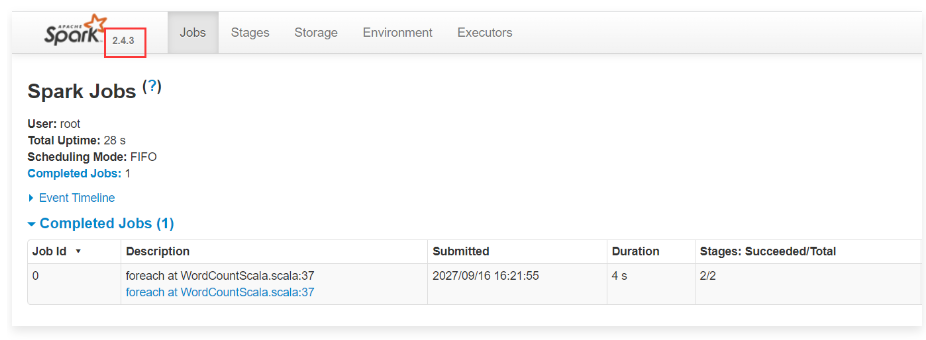 APACHE
Spark 2.4.3 Jobs Stages Storage Environment Executors
Spark Jobs (?)
User: root
Total Uptime: 28 s
Scheduling Mode: FIFO
Completed Jobs: 1
Event Timeline
Completed Jobs (1)
Job Id ▾ Description Submitted Duration Stages: Succeeded/Total
0 foreach at WordCountScala.scala:37 2027/09/16 16:21:55 4 s 2/2
foreach at WordCountScala.scala:37